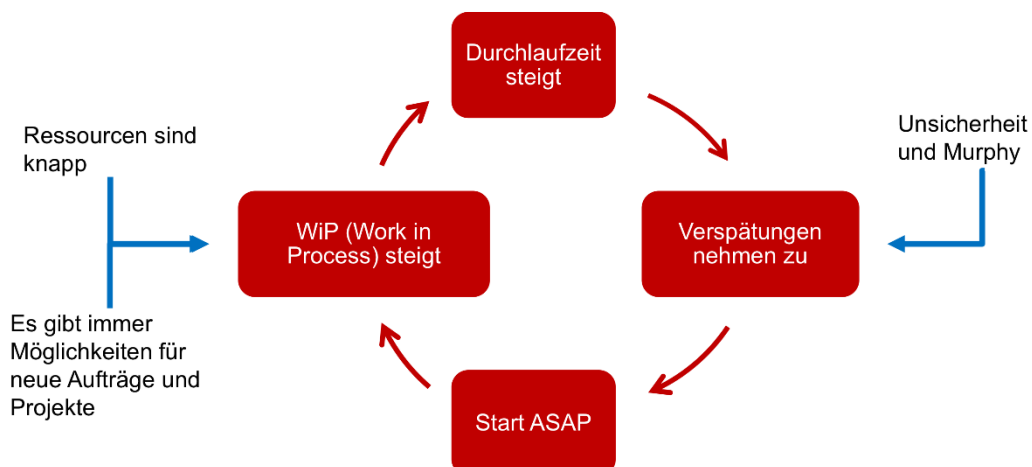 Durchlaufzeit
steigt
Ressourcen sind
knapp
Unsicherheit
und Murphy
WiP (Work in
Process) steigt
Verspätungen
nehmen zu
Es gibt immer
Möglichkeiten für
neue Aufträge und
Projekte
Start ASAP